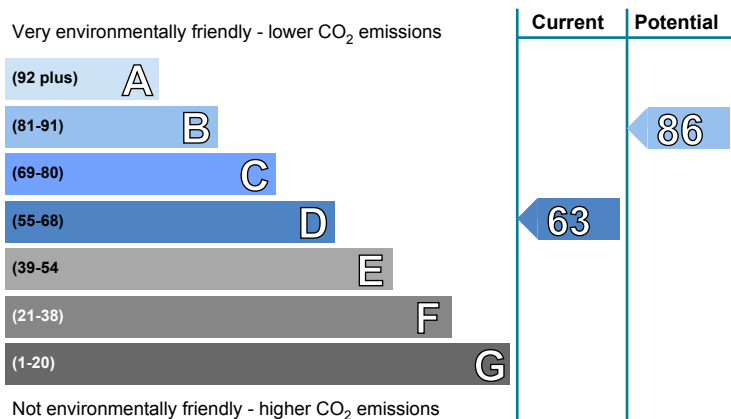 Very environmentally friendly - lower CO₂ emissions
Current
Potential
(92 plus) A
(81-91) B
86
(69-80) C
(55-68) D
63
(39-54 E
(21-38) F
(1-20) G
Not environmentally friendly - higher CO₂ emissions